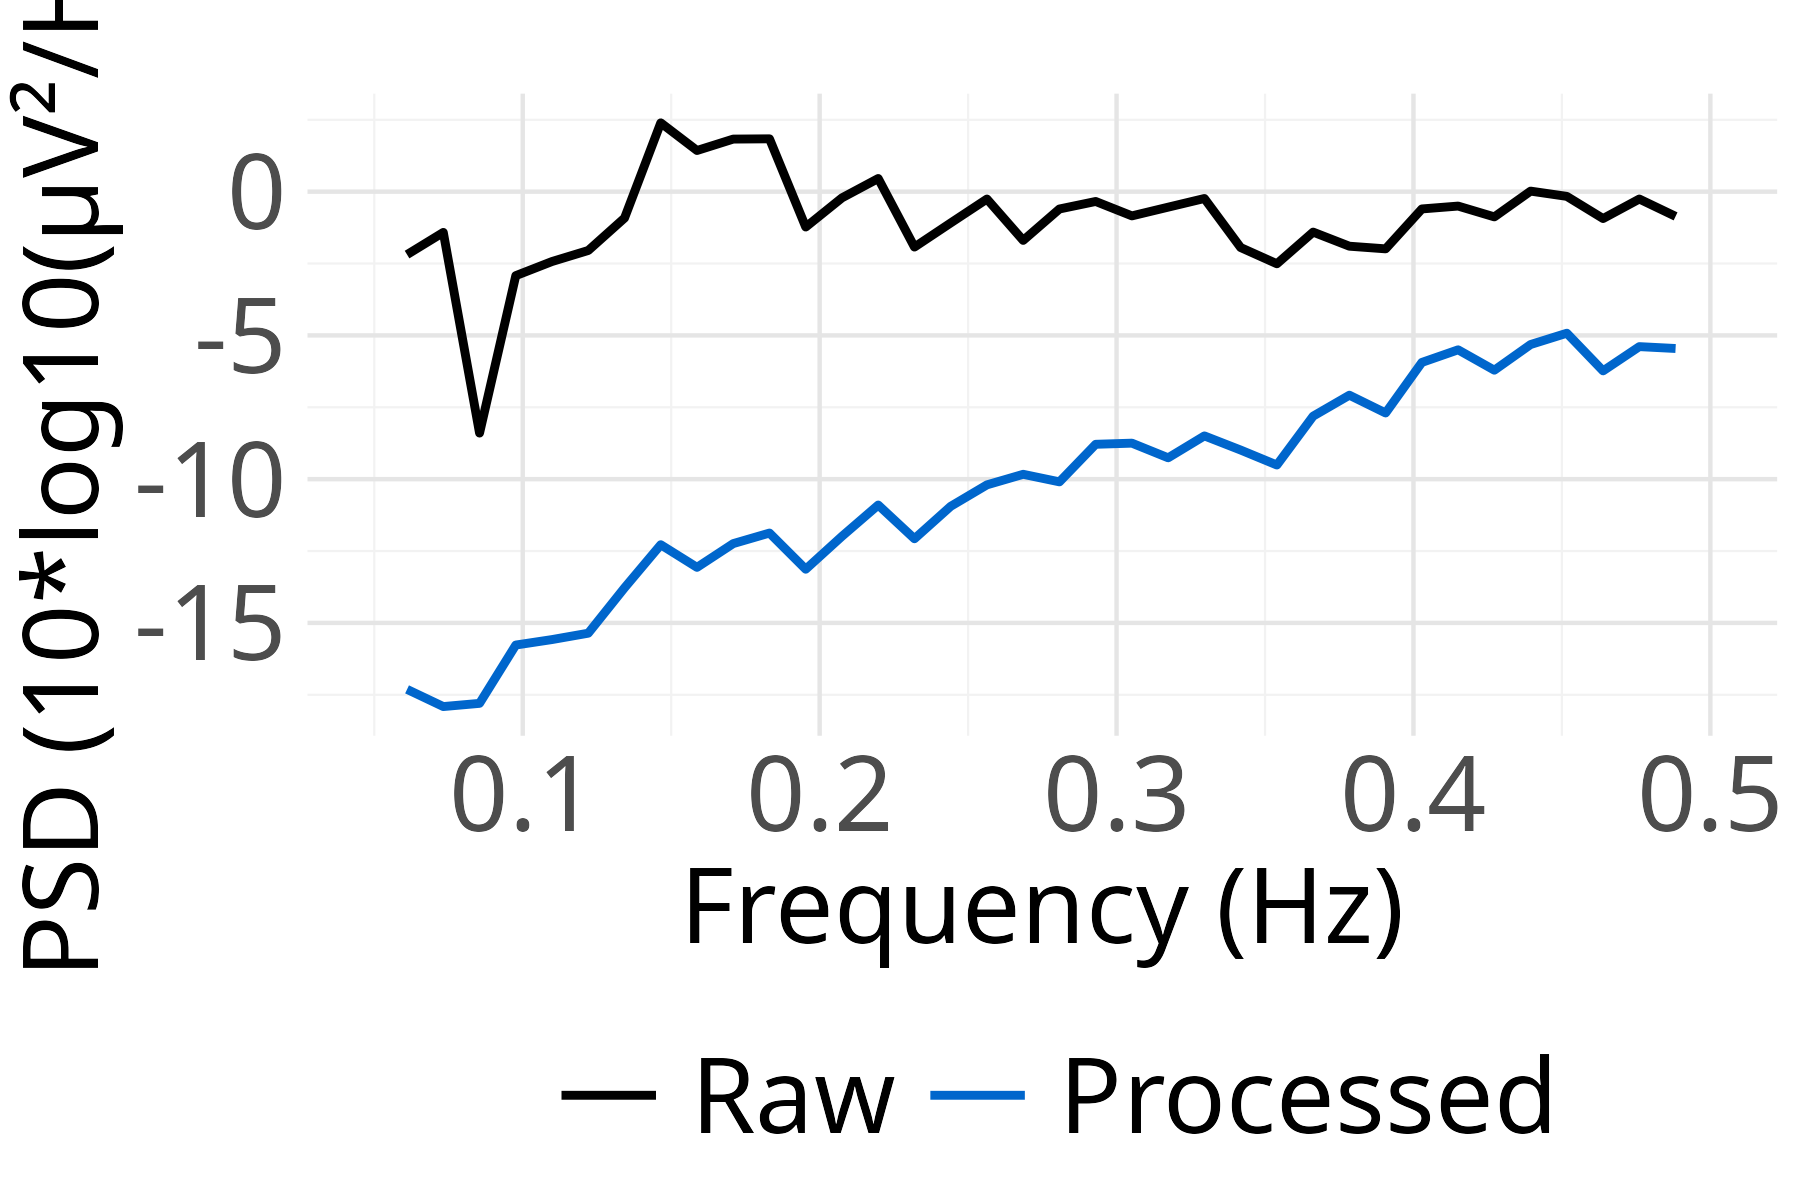 PSD (10*log10(µV²/H
0
-5
-10
-15
0.1 0.2 0.3 0.4 0.5
Frequency (Hz)
Raw Processed